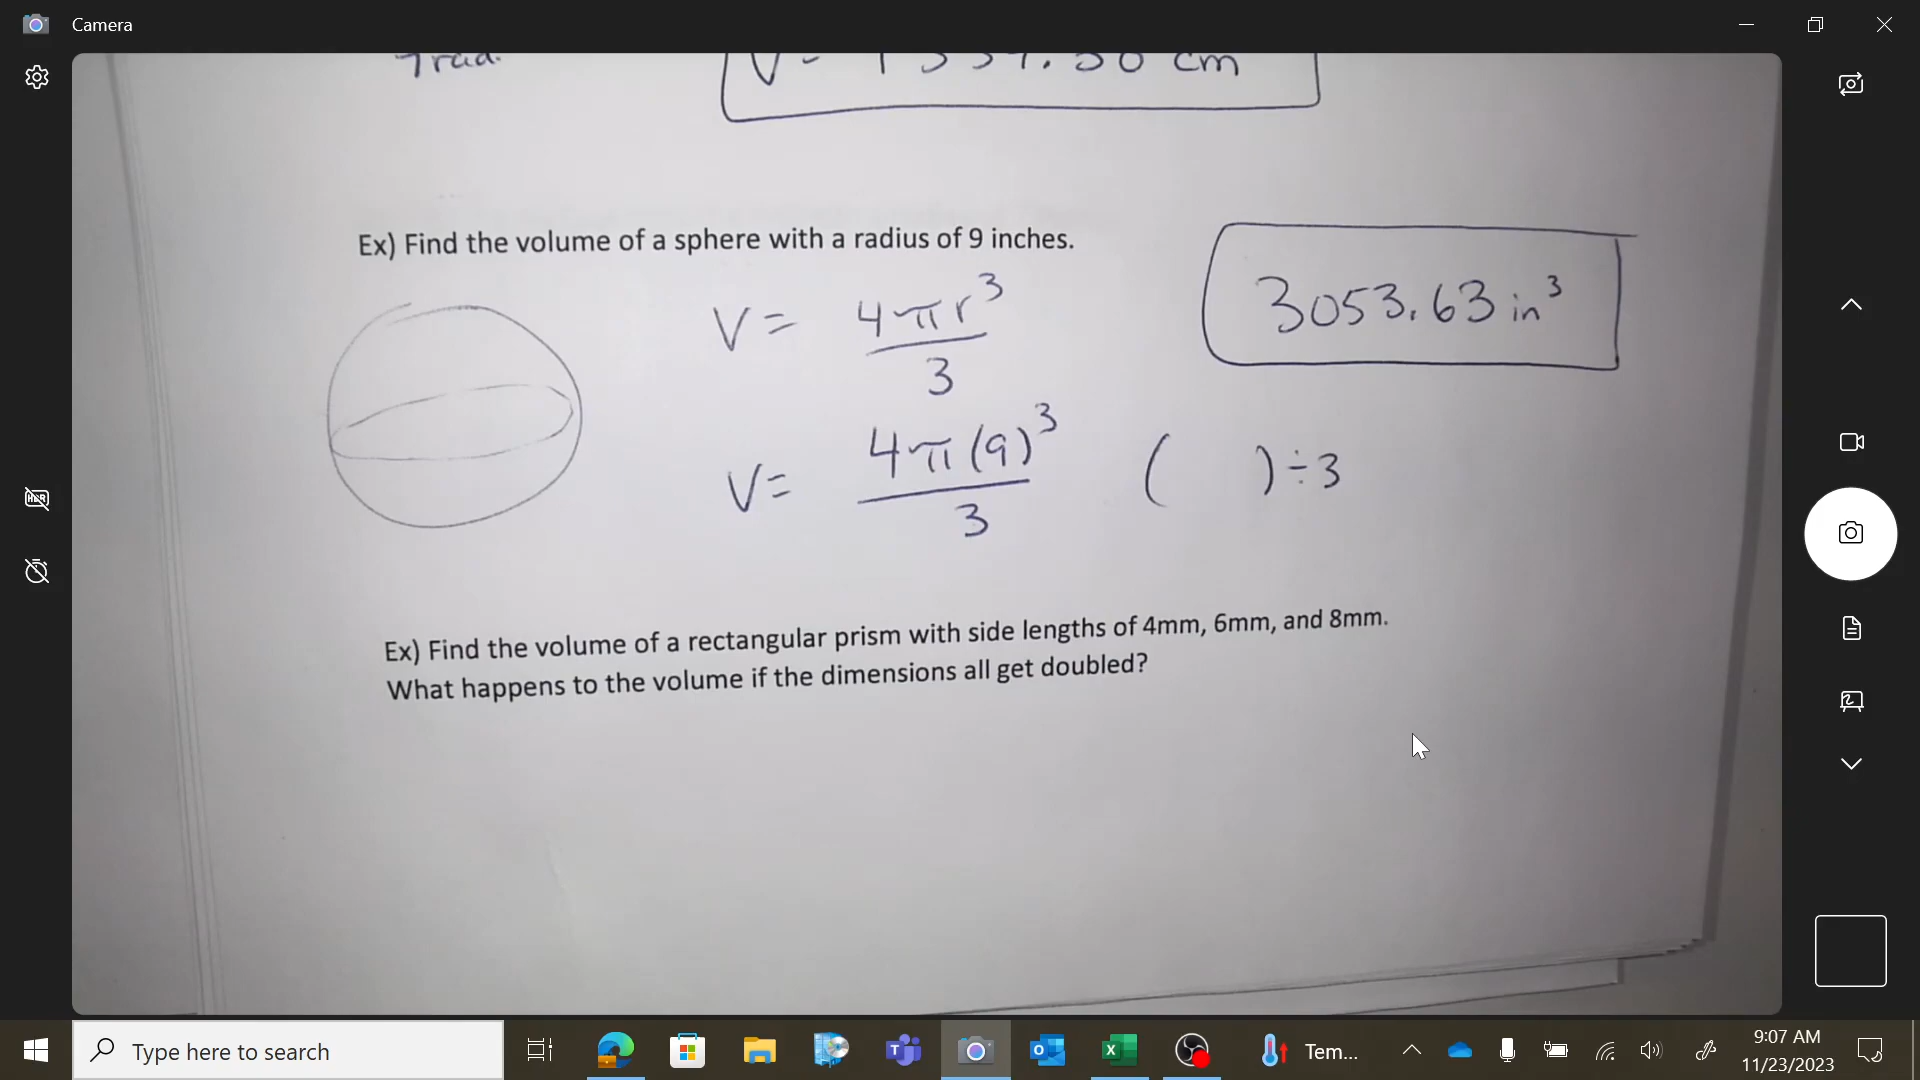 Camera
Ex) Find the volume of a sphere with a radius of 9 inches.
V = 4πr³
3
3053.63 in³
V = 4π(9)³
3
( ) ÷ 3
Ex) Find the volume of a rectangular prism with side lengths of 4mm, 6mm, and 8mm.
What happens to the volume if the dimensions all get doubled?
Type here to search
Tem...
9:07 AM
11/23/2023